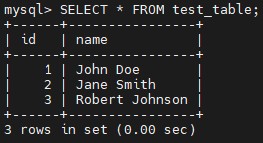 mysql> SELECT * FROM test_table;
+------+----------------+
| id   | name           |
+------+----------------+
|    1 | John Doe       |
|    2 | Jane Smith     |
|    3 | Robert Johnson |
+------+----------------+
3 rows in set (0.00 sec)